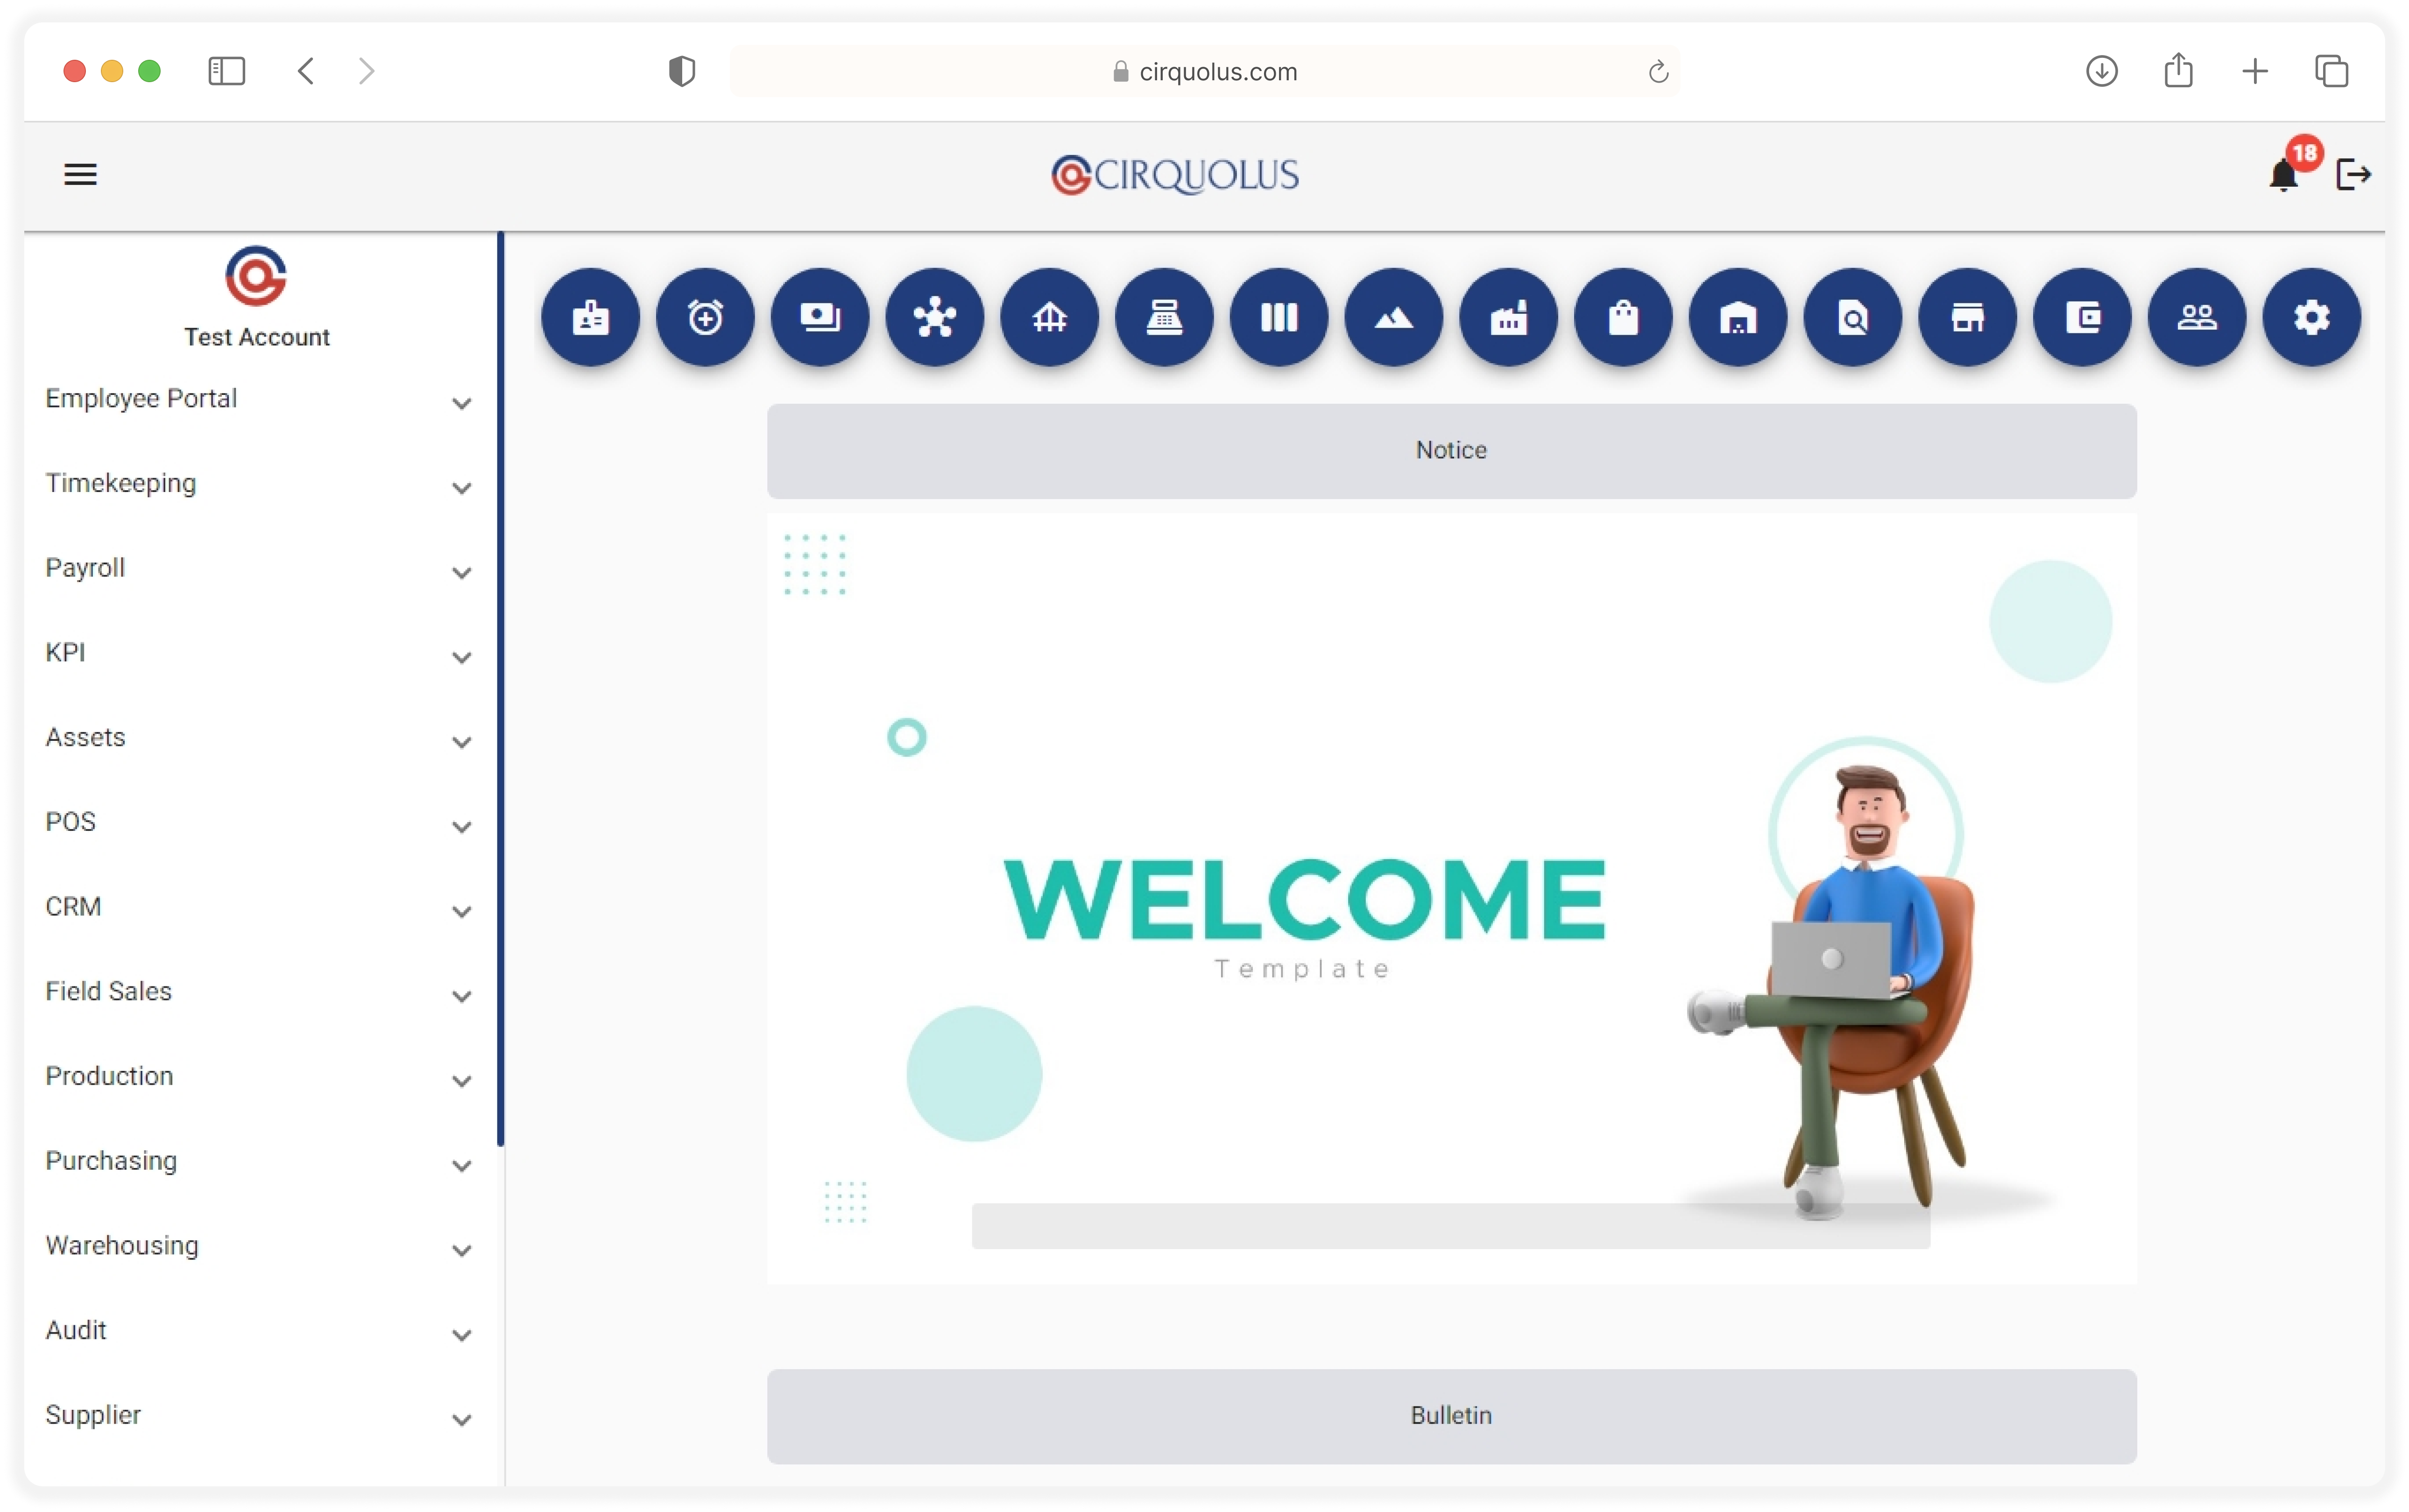 cirquolus.com
CIRQUOLUS
18
Test Account
Employee Portal
Timekeeping
Payroll
KPI
Assets
POS
CRM
Field Sales
Production
Purchasing
Warehousing
Audit
Supplier
Notice
WELCOME
Template
Bulletin